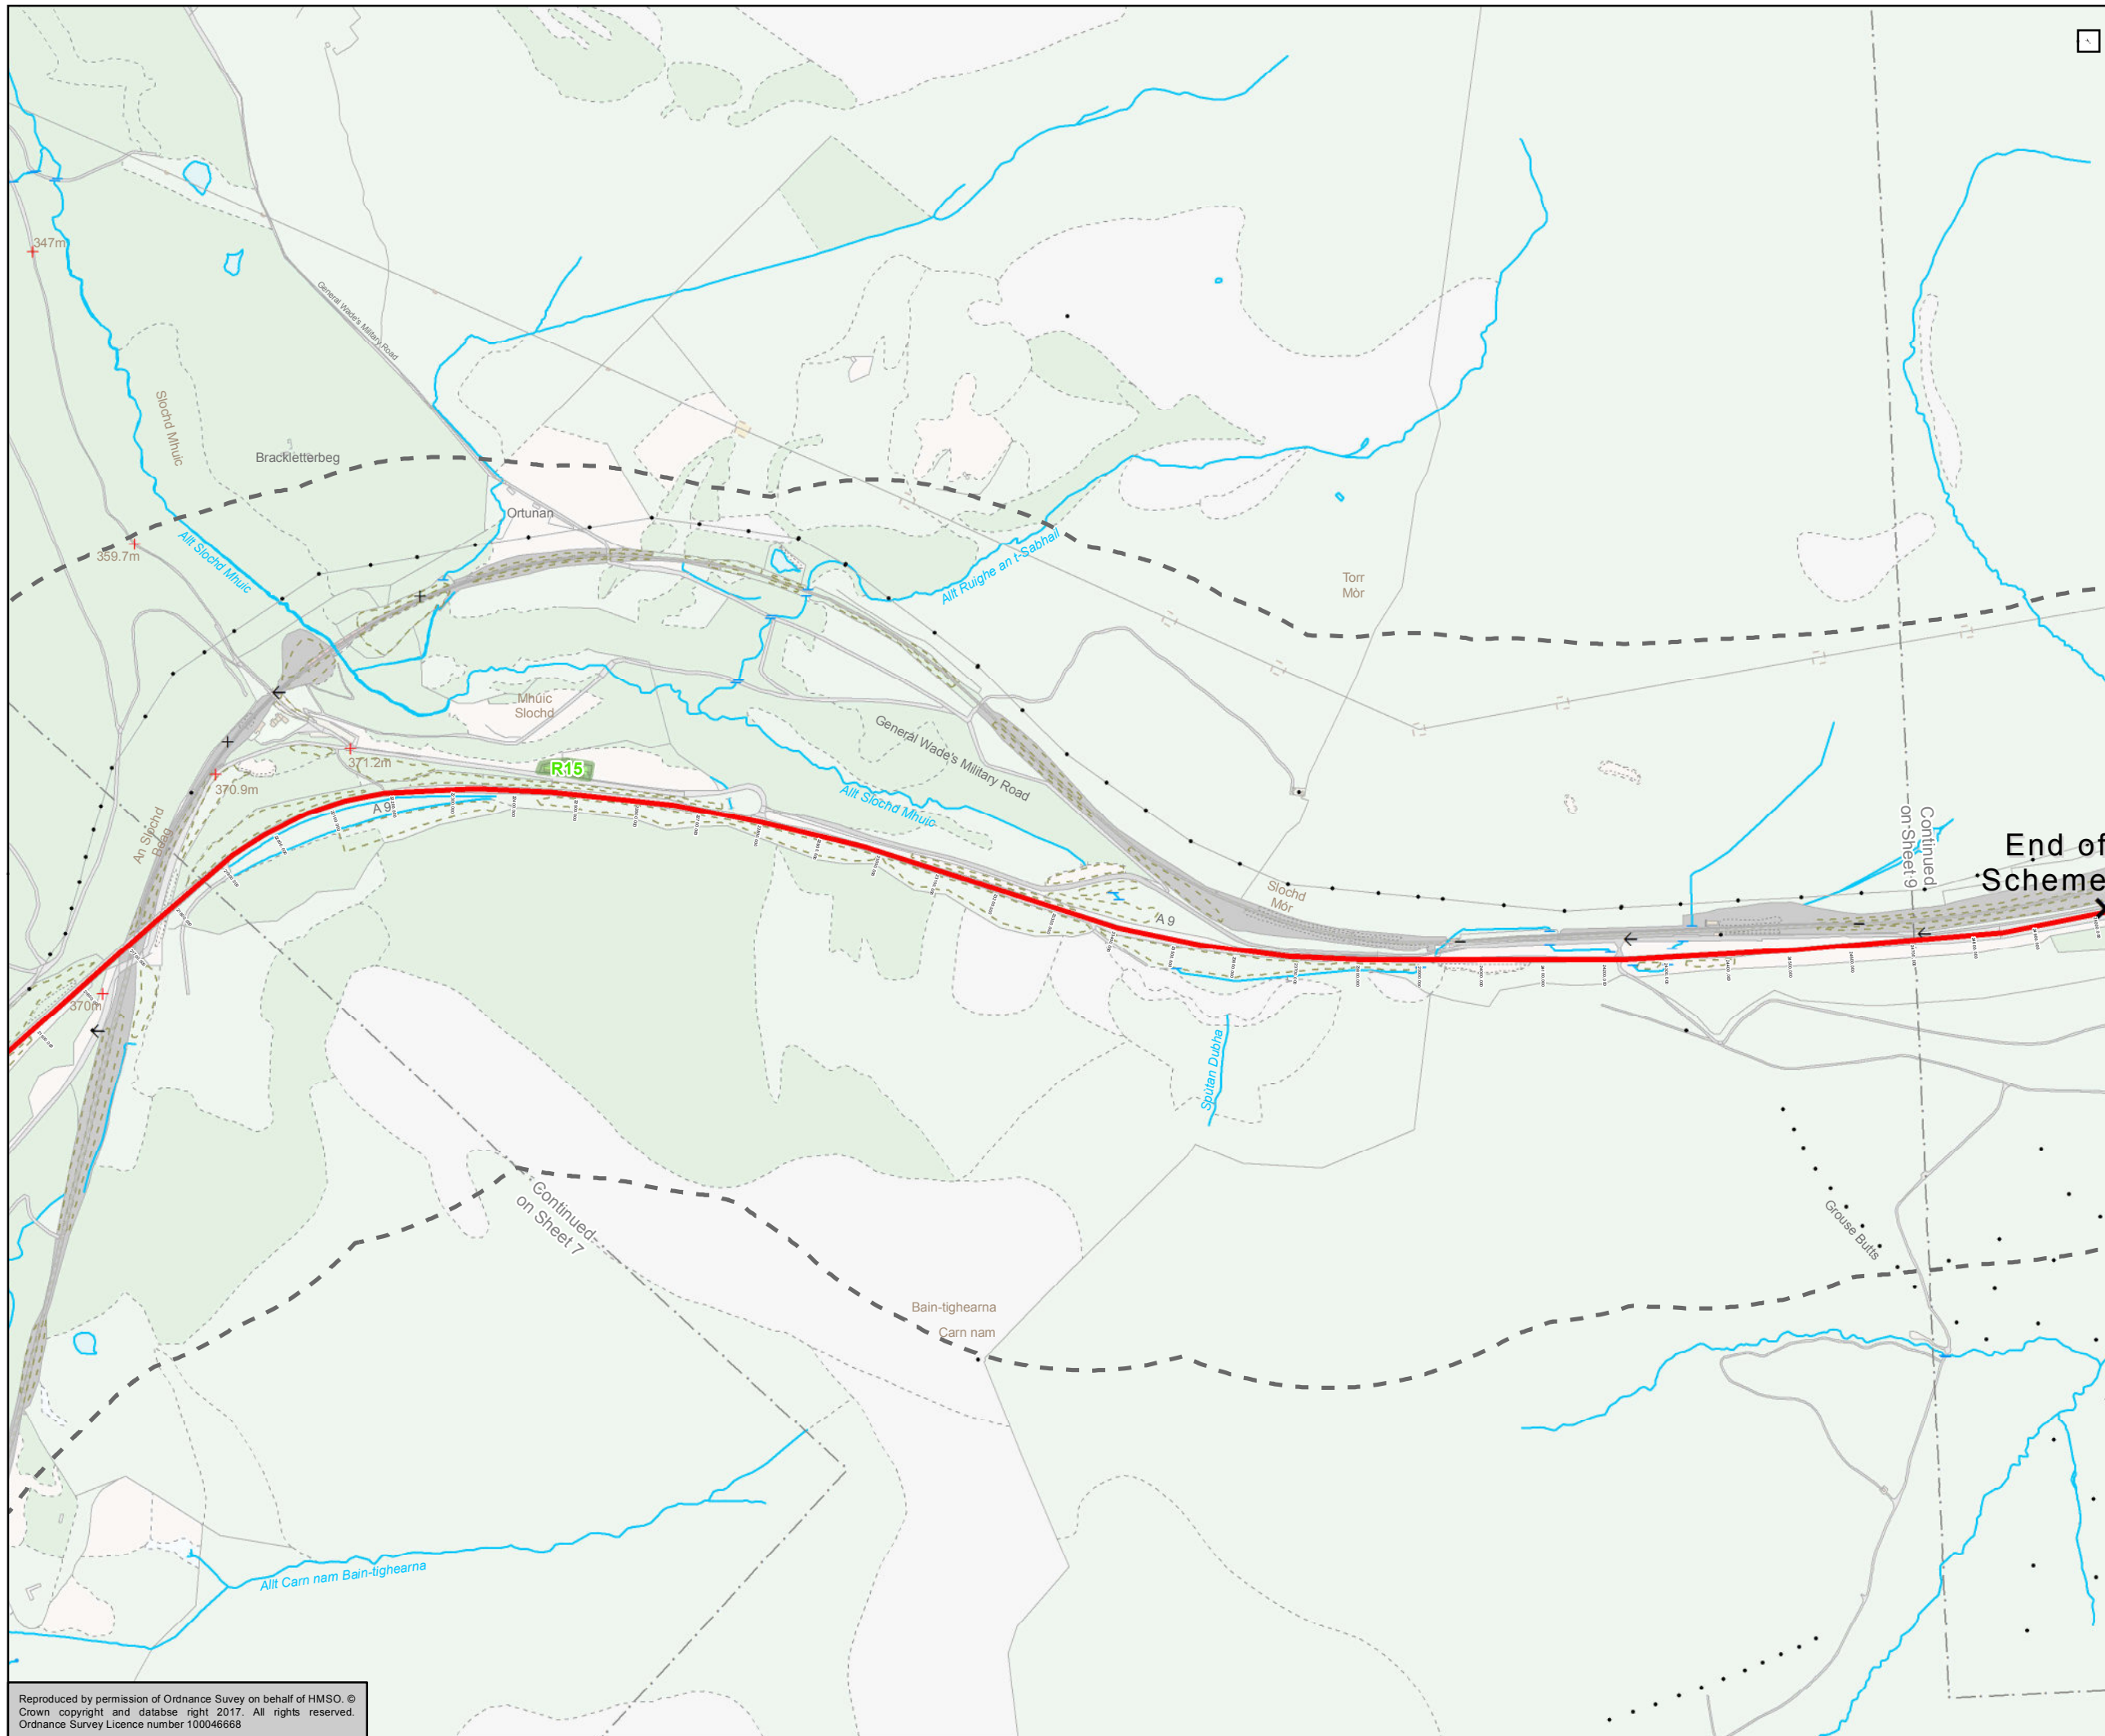 347m
General Wade's Military Road
Slochd Mhuic
Brackletterbeg
Ortunan
359.7m
Allt Slochd Mhuic
Allt Ruighe an t-Sabhail
Torr
Mòr
Mhuic
Slochd
General Wade's Military Road
371.2m
R15
370.9m
A 9
Allt Slochd Mhuic
An Slochd
Beag
Continued
on Sheet 9
End of
Scheme
Slochd
Mòr
A 9
370m
Spùtan Dubha
Continued
on Sheet 7
Grouse Butts
Bain-tighearna
Carn nam
Allt Carn nam Bain-tighearna
Reproduced by permission of Ordnance Suvey on behalf of HMSO. ©
Crown copyright and databse right 2017. All rights reserved.
Ordnance Survey Licence number 100046668